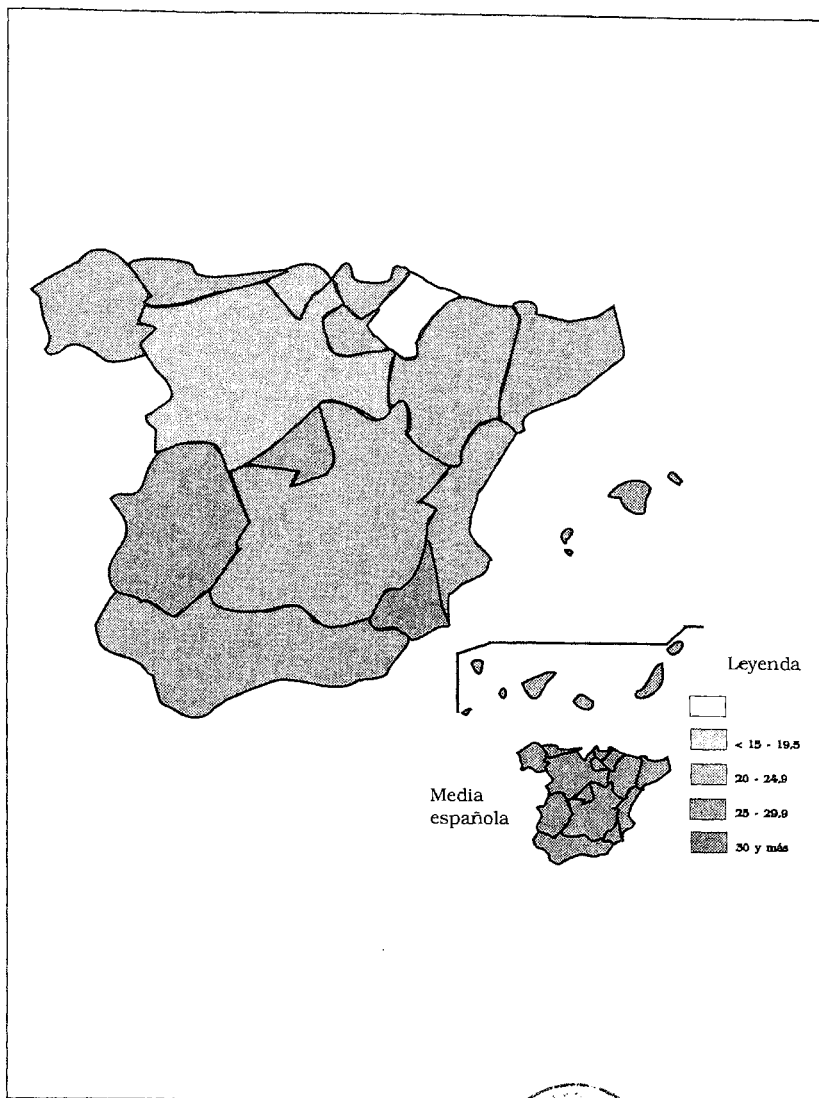 Leyenda
< 15 - 19.5
20 - 24.9
Media
española
25 - 29.9
30 y más